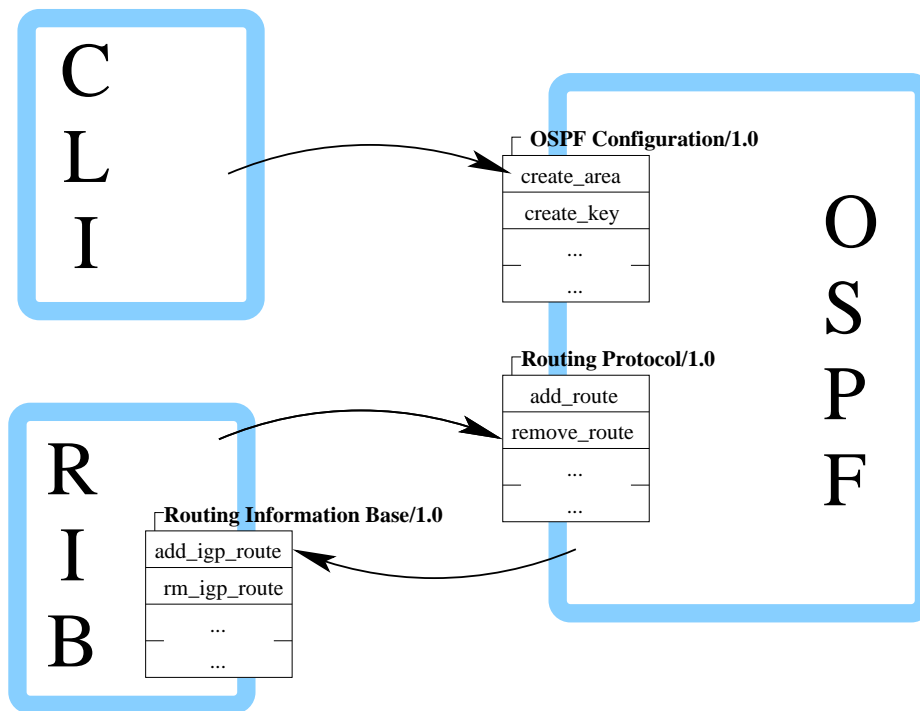 C
L
I
OSPF Configuration/1.0
create_area
create_key
...
...
O
S
P
F
Routing Protocol/1.0
add_route
remove_route
...
...
R
I
B
Routing Information Base/1.0
add_igp_route
rm_igp_route
...
...